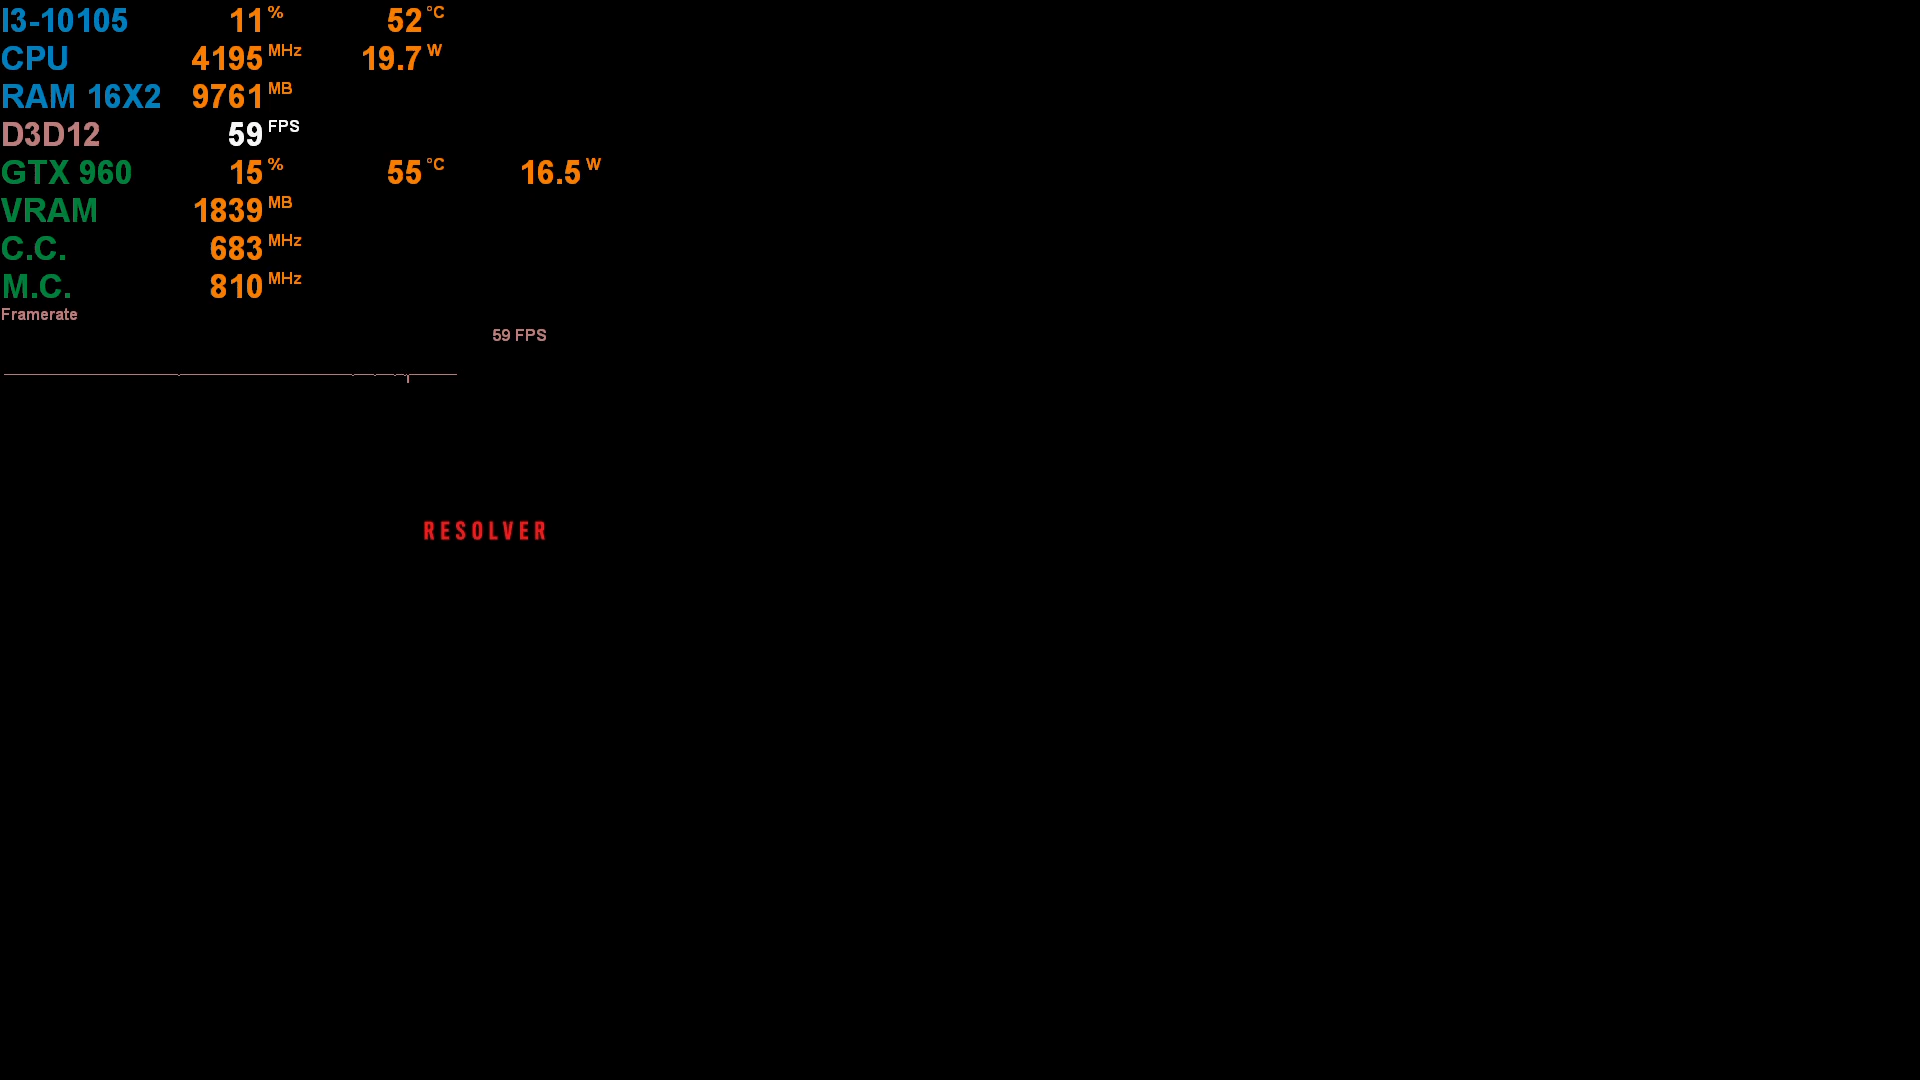 I3-10105 11 % 52 °C
CPU 4195 MHz 19.7 W
RAM 16X2 9761 MB
D3D12 59 FPS
GTX 960 15 % 55 °C 16.5 W
VRAM 1839 MB
C.C. 683 MHz
M.C. 810 MHz
Framerate
59 FPS
RESOLVER